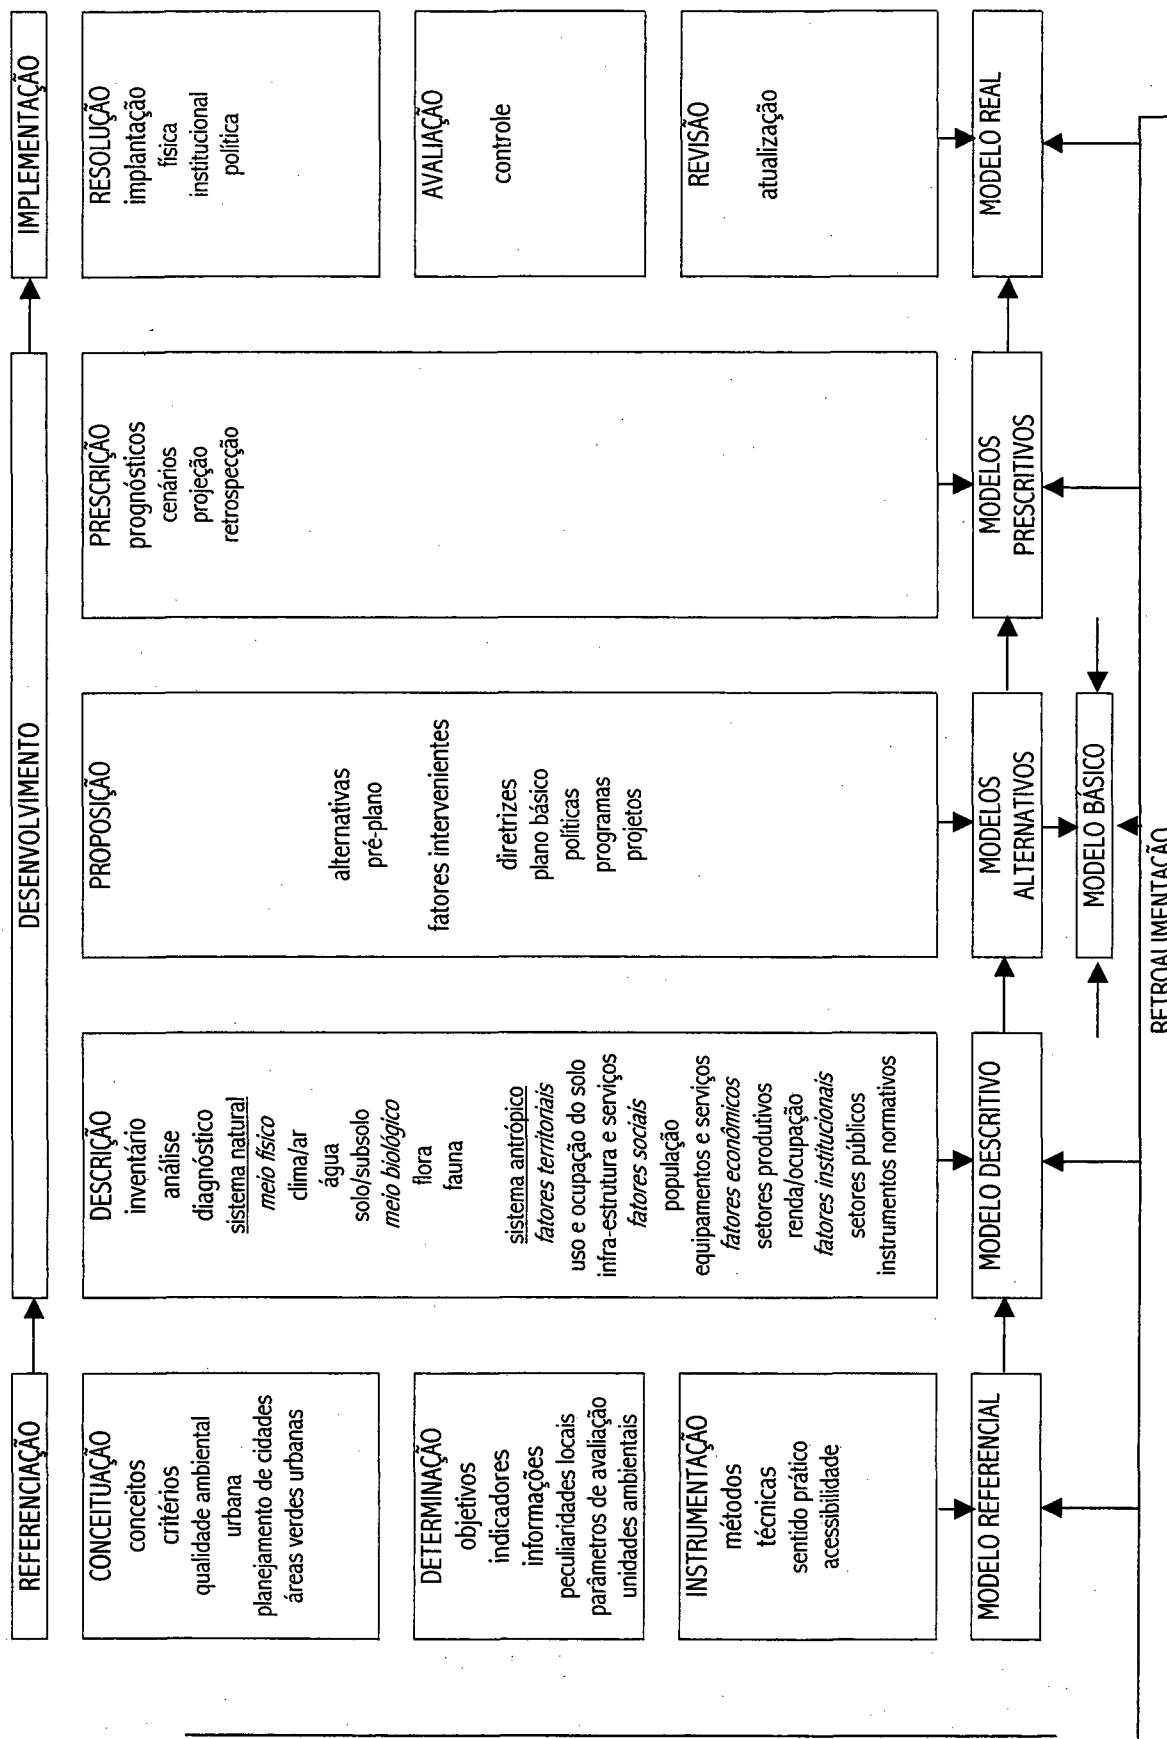 REFERENCIAÇÃO
DESENVOLVIMENTO
IMPLEMENTAÇÃO
CONCEITUAÇÃO
conceitos
critérios
qualidade ambiental
urbana
planejamento de cidades
áreas verdes urbanas
DETERMINAÇÃO
objetivos
indicadores
informações
peculiaridades locais
parâmetros de avaliação
unidades ambientais
INSTRUMENTAÇÃO
métodos
técnicas
sentido prático
acessibilidade
MODELO REFERENCIAL
DESCRIÇÃO
inventário
análise
diagnóstico
sistema natural
meio físico
clima/ar
água
solo/subsolo
meio biológico
flora
fauna
sistema antrópico
fatores territoriais
uso e ocupação do solo
infra-estrutura e serviços
fatores sociais
população
equipamentos e serviços
fatores econômicos
setores produtivos
renda/ocupação
fatores institucionais
setores públicos
instrumentos normativos
MODELO DESCRITIVO
PROPOSIÇÃO
alternativas
pré-plano
fatores intervenientes
diretrizes
plano básico
políticas
programas
projetos
MODELOS
ALTERNATIVOS
MODELO BÁSICO
PRESCRIÇÃO
prognósticos
cenários
projeção
retrospecção
MODELOS
PRESCRITIVOS
RESOLUÇÃO
implantação
física
institucional
política
AVALIAÇÃO
controle
REVISÃO
atualização
MODELO REAL
RETROALIMENTAÇÃO